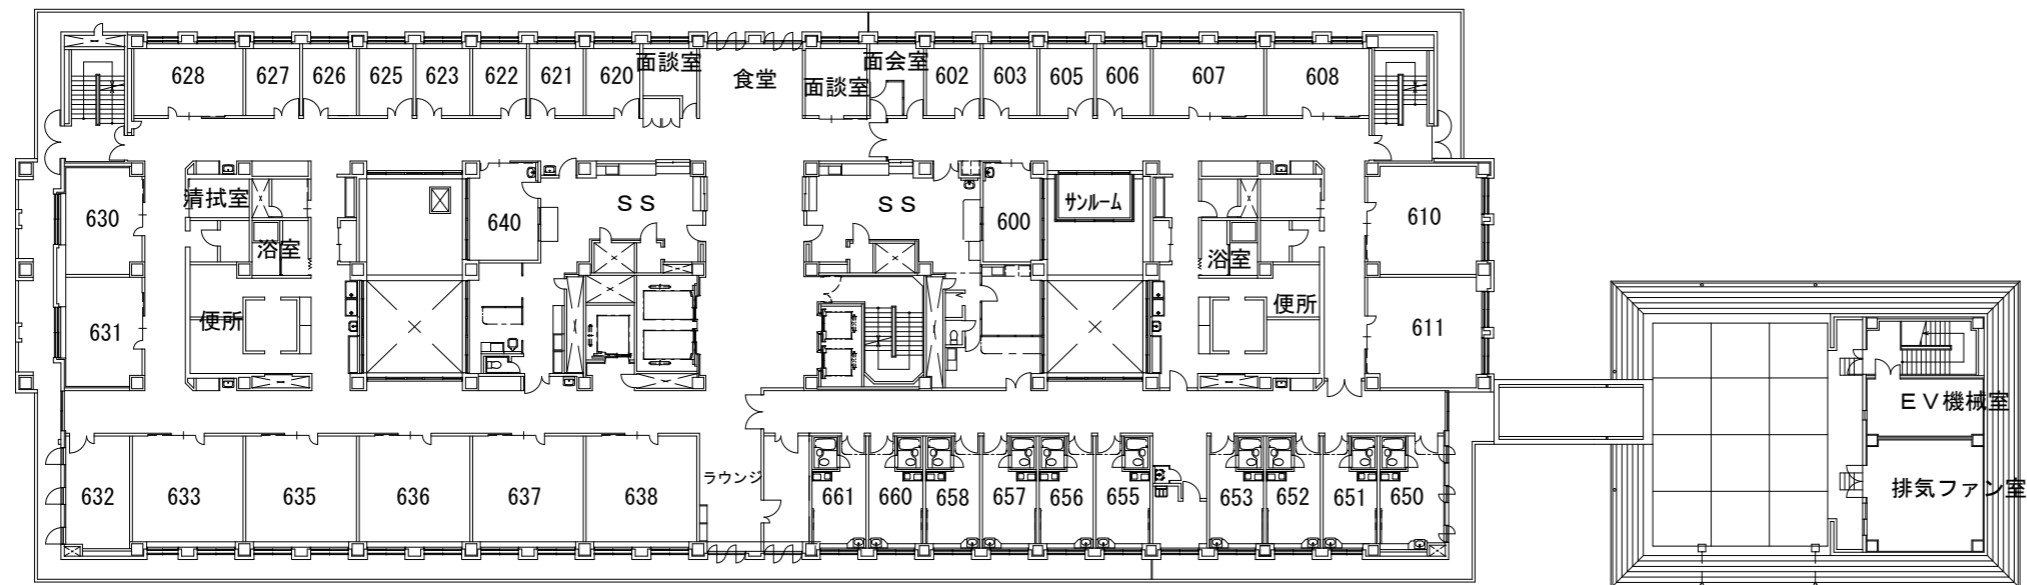 628 627 626 625 623 622 621 620 面談室 食堂 面談室 面会室 602 603 605 606 607 608
630 清拭室 浴室 640 ＳＳ ＳＳ 600 サンルーム 浴室 610
631 便所 便所 611
ＥＶ機械室
632 633 635 636 637 638 ラウンジ 661 660 658 657 656 655 653 652 651 650 排気ファン室